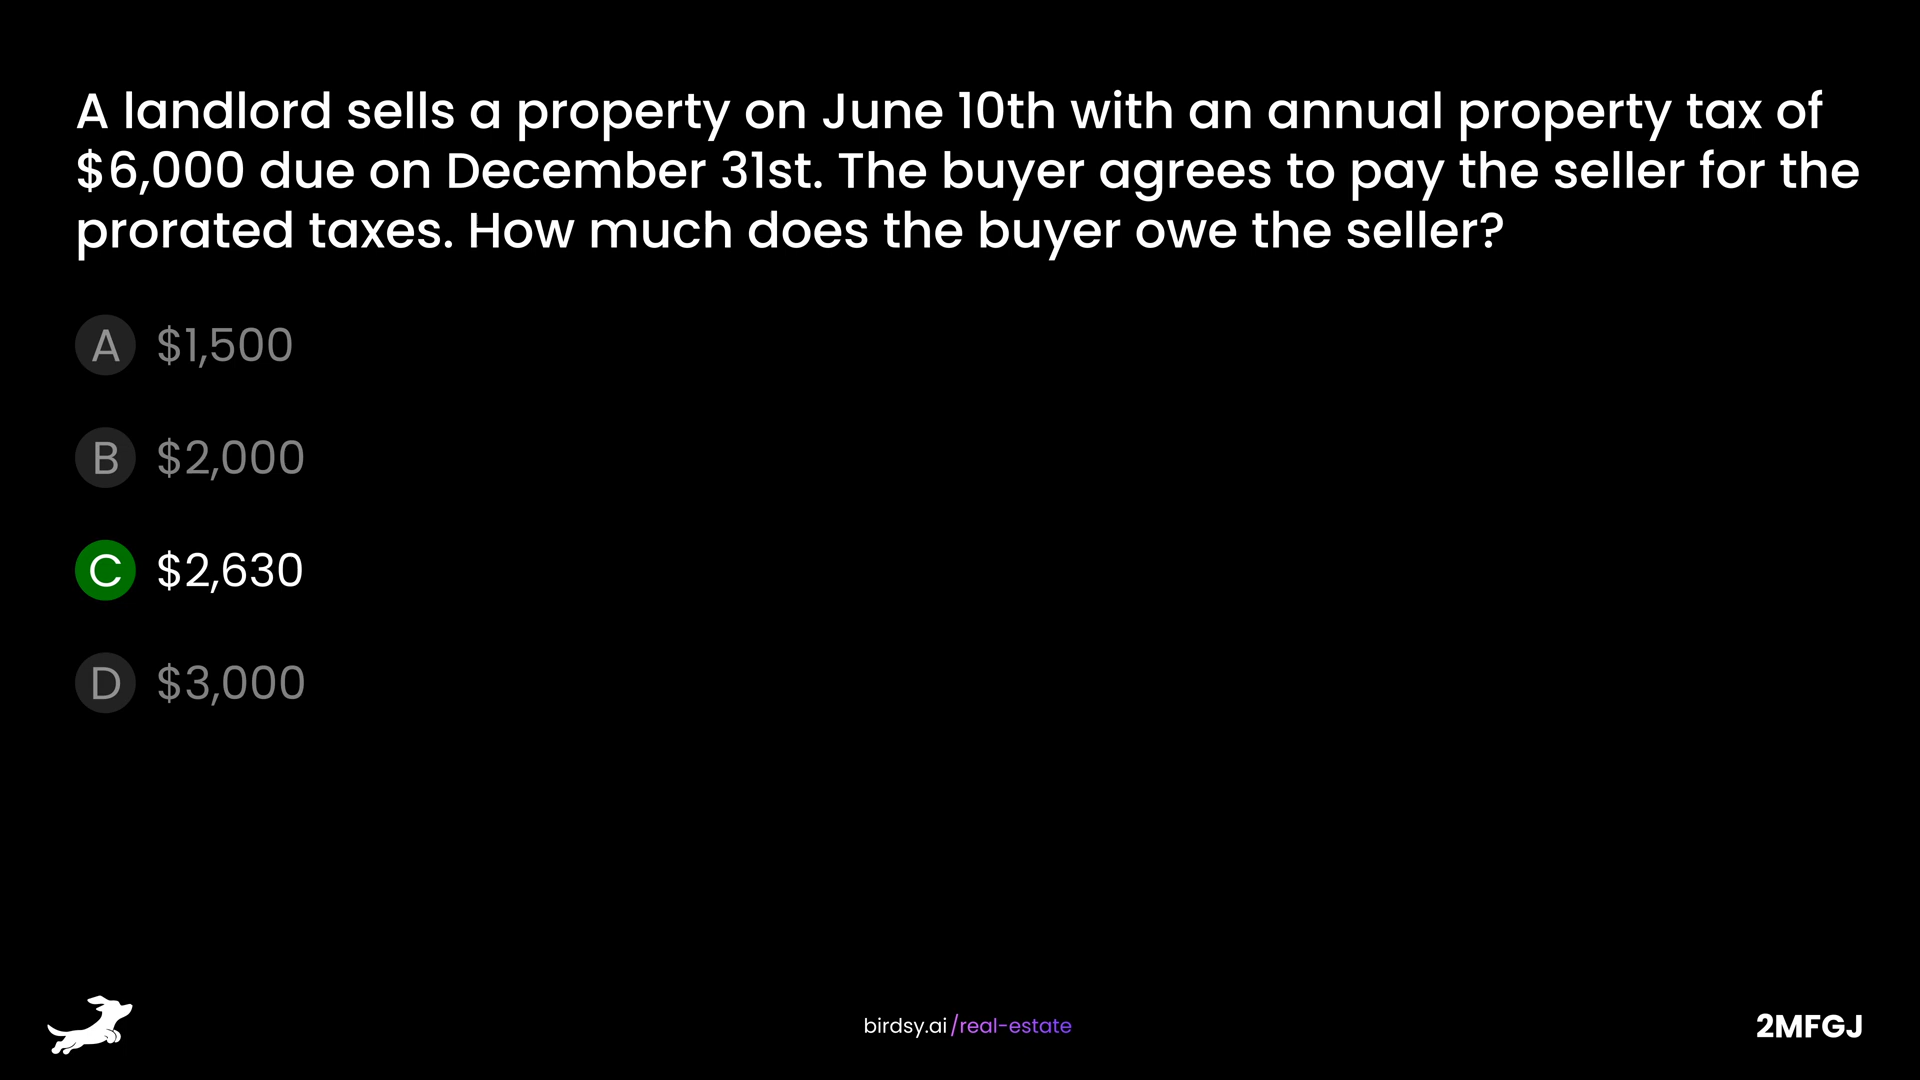 A landlord sells a property on June 10th with an annual property tax of
$6,000 due on December 31st. The buyer agrees to pay the seller for the
prorated taxes. How much does the buyer owe the seller?
A $1,500
B $2,000
C $2,630
D $3,000
birdsy.ai/real-estate
2MFGJ